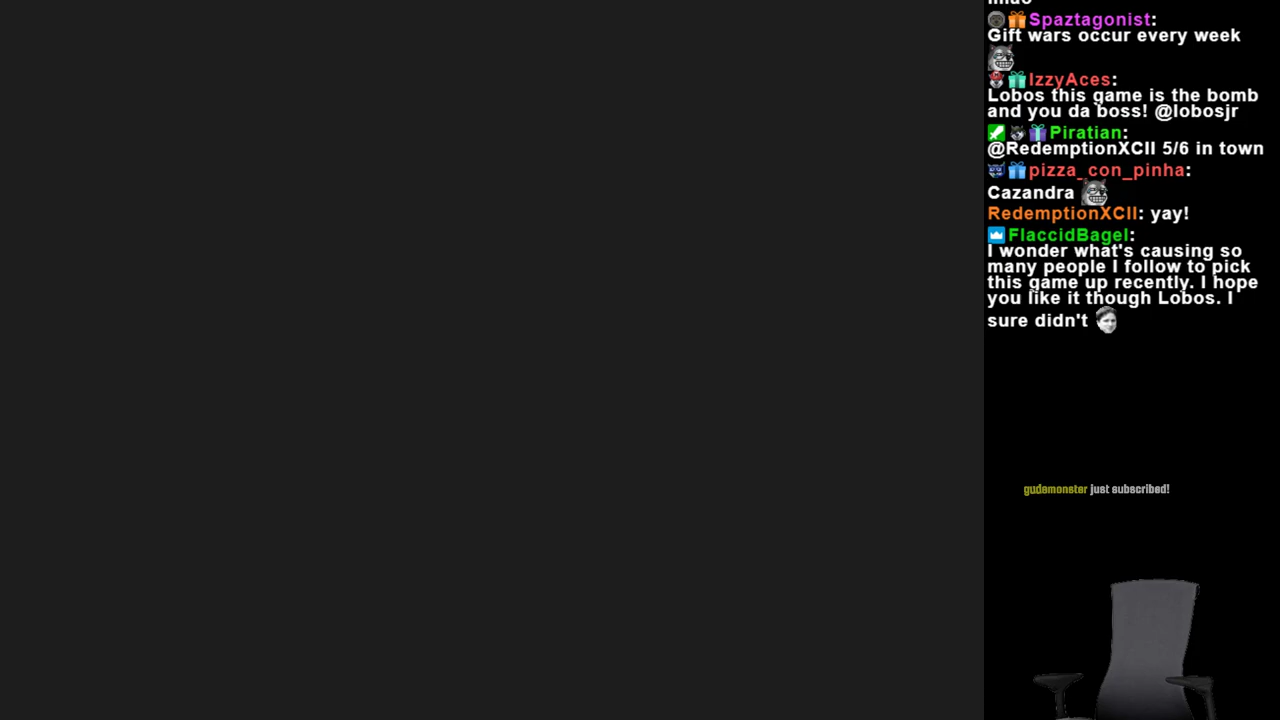 Spaztagonist:
Gift wars occur every week
IzzyAces:
Lobos this game is the bomb
and you da boss! @lobosjr
Piratian:
@RedemptionXCII 5/6 in town
pizza_con_pinha:
Cazandra
RedemptionXCII: yay!
FlaccidBagel:
I wonder what's causing so
many people I follow to pick
this game up recently. I hope
you like it though Lobos. I
sure didn't
gudamonster just subscribed!